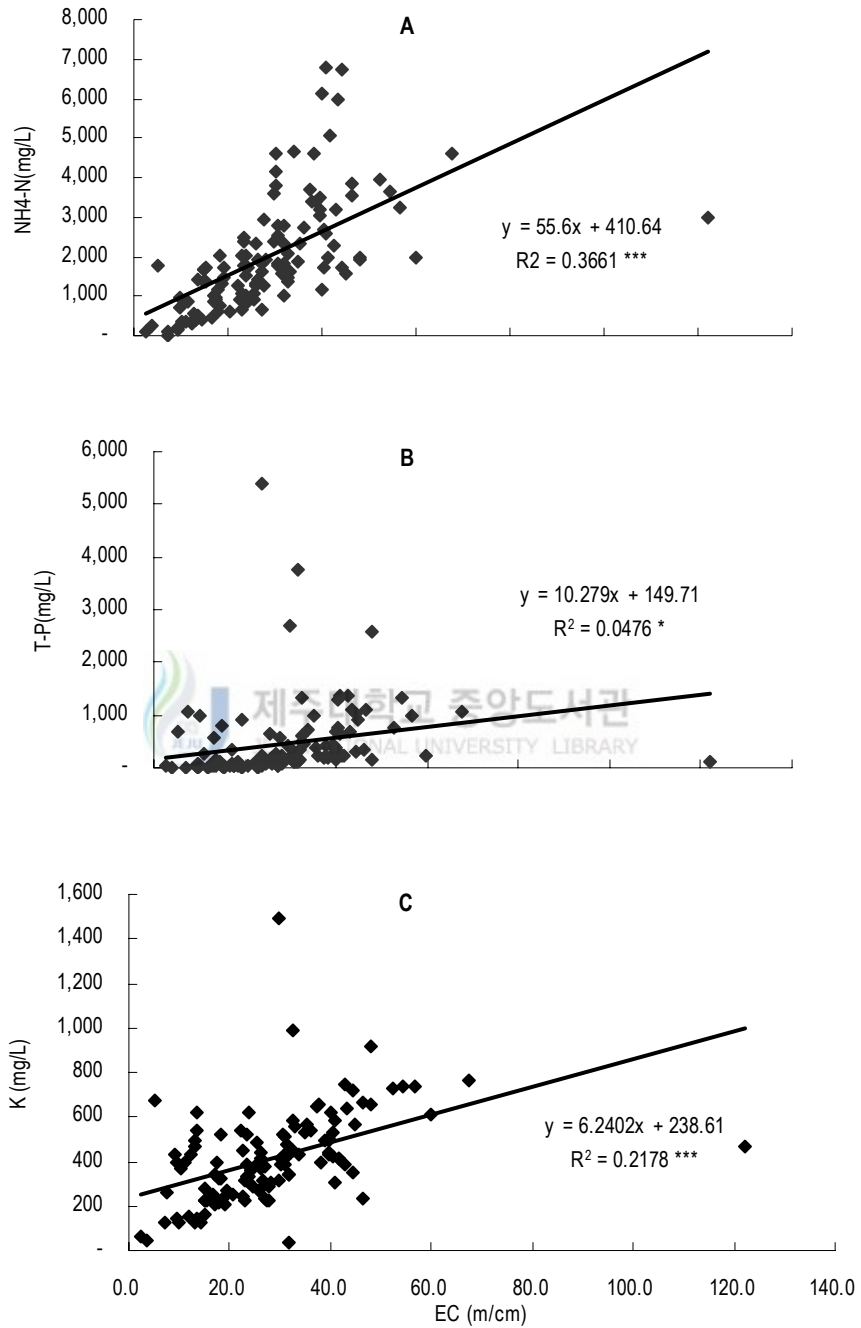 A
8,000
7,000
6,000
5,000
4,000
3,000
2,000
1,000
-
NH4-N(mg/L)
y = 55.6x + 410.64
R2 = 0.3661 ***
B
6,000
5,000
4,000
3,000
2,000
1,000
-
T-P(mg/L)
y = 10.279x + 149.71
R² = 0.0476 *
제주대학교 중앙도서관
JEJU NATIONAL UNIVERSITY LIBRARY
C
1,600
1,400
1,200
1,000
800
600
400
200
-
K (mg/L)
y = 6.2402x + 238.61
R² = 0.2178 ***
0.0 20.0 40.0 60.0 80.0 100.0 120.0 140.0
EC (m/cm)